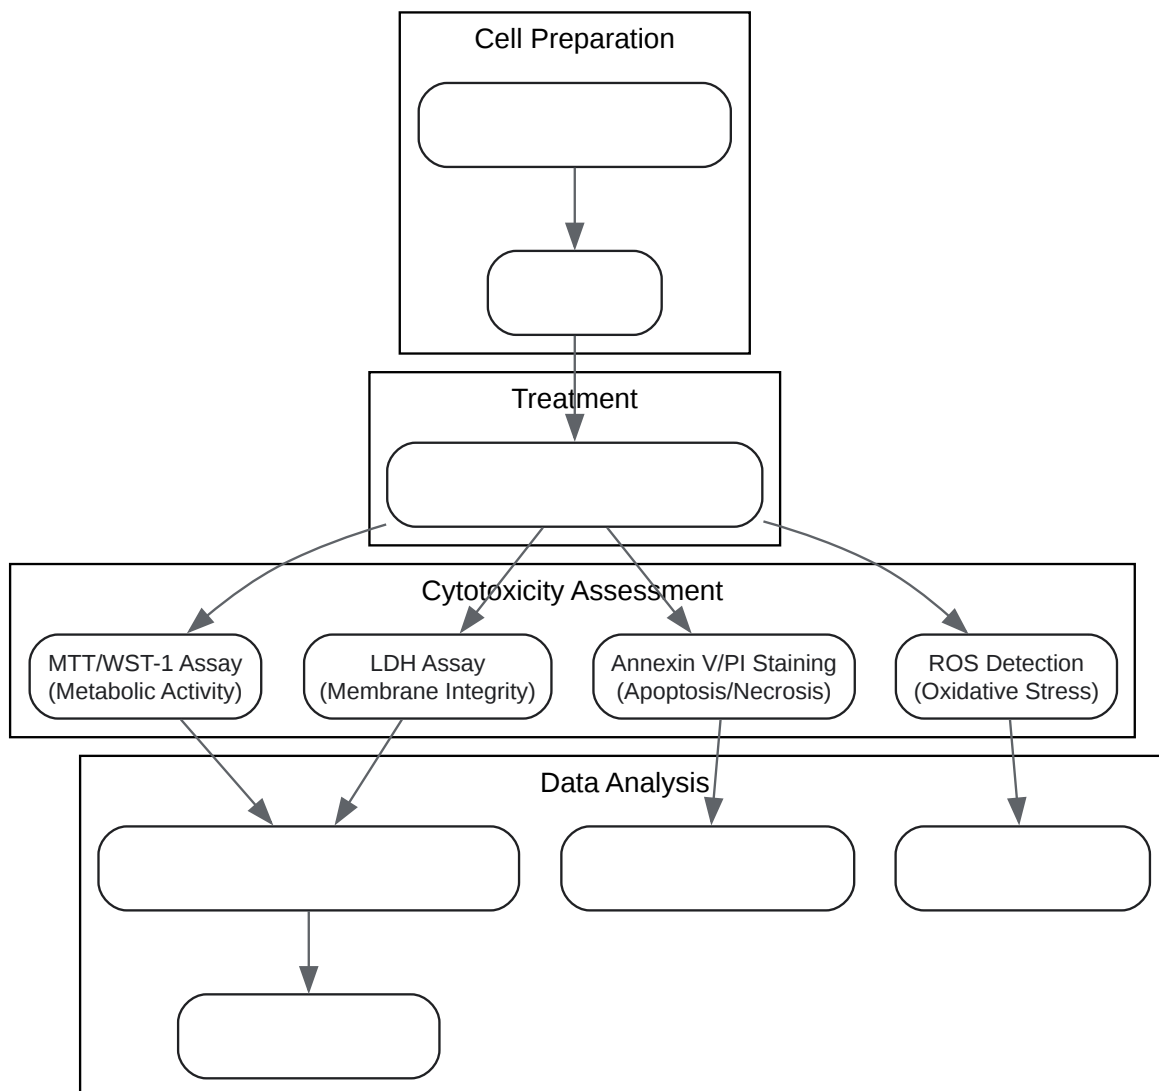 Cell Preparation
Treatment
Cytotoxicity Assessment
MTT/WST-1 Assay
(Metabolic Activity)
LDH Assay
(Membrane Integrity)
Annexin V/PI Staining
(Apoptosis/Necrosis)
ROS Detection
(Oxidative Stress)
Data Analysis